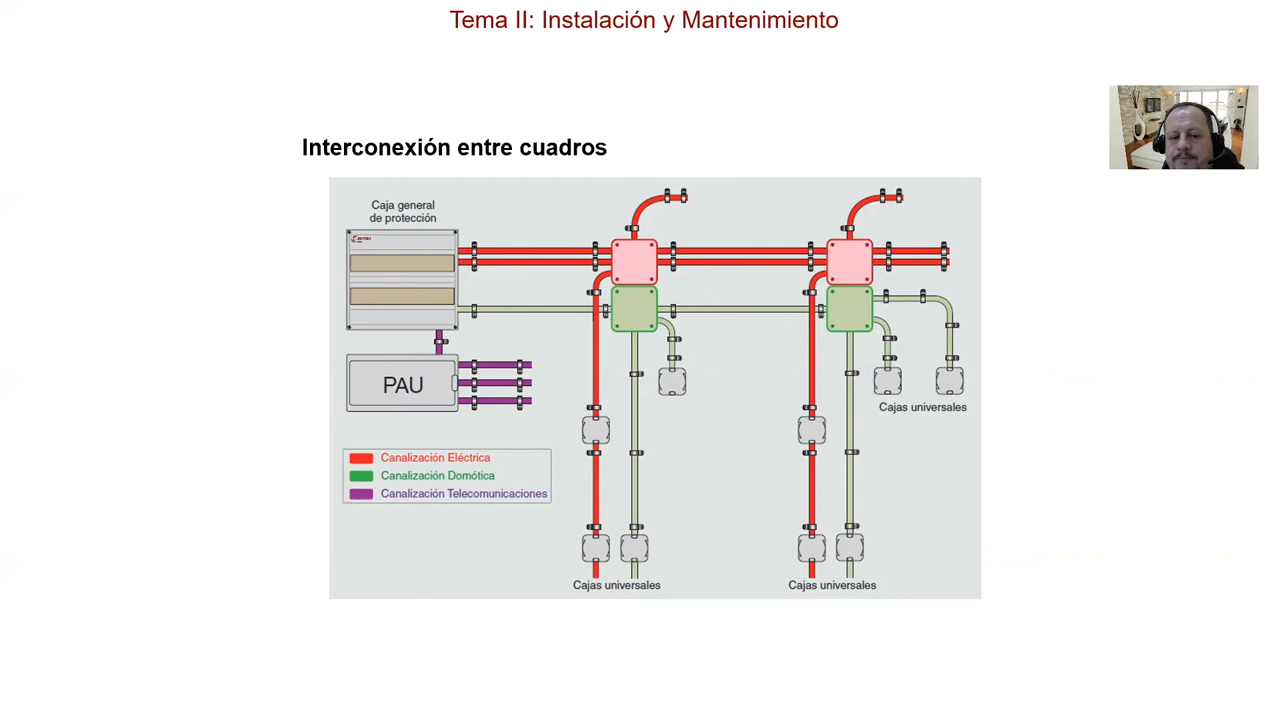 Tema II: Instalación y Mantenimiento
Interconexión entre cuadros
Caja general
de protección
PAU
Cajas universales
Canalización Eléctrica
Canalización Domótica
Canalización Telecomunicaciones
Cajas universales
Cajas universales